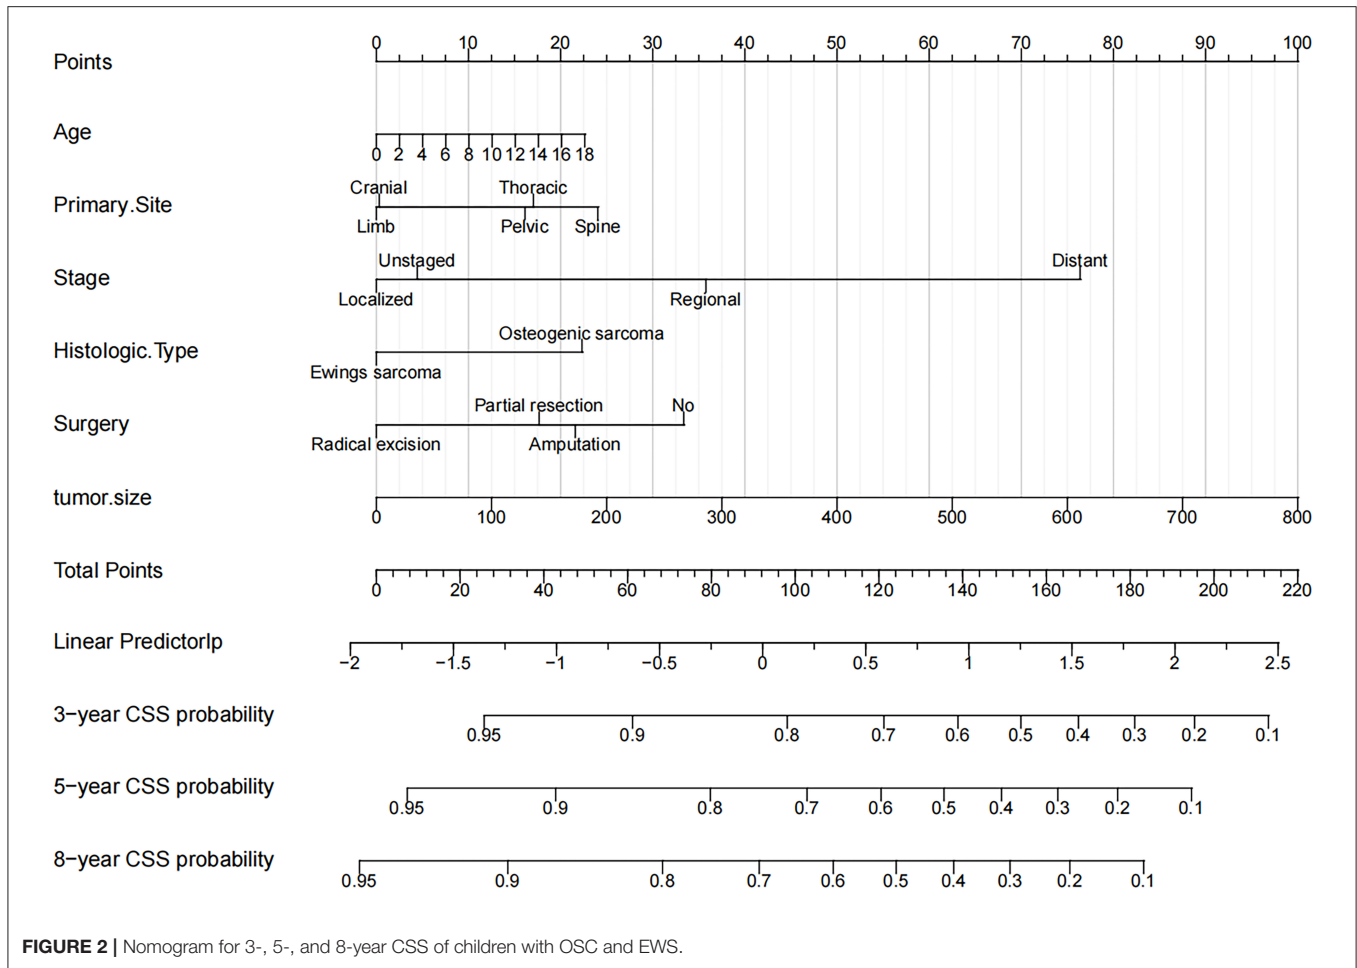 Points
0 10 20 30 40 50 60 70 80 90 100
Age
0 2 4 6 8 10 12 14 16 18
Cranial Thoracic
Primary.Site
Limb Pelvic Spine
Unstaged Distant
Stage
Localized Regional
Osteogenic sarcoma
Histologic.Type
Ewings sarcoma
Partial resection No
Surgery
Radical excision Amputation
tumor.size
0 100 200 300 400 500 600 700 800
Total Points
0 20 40 60 80 100 120 140 160 180 200 220
Linear Predictorlp
−2 −1.5 −1 −0.5 0 0.5 1 1.5 2 2.5
3−year CSS probability
0.95 0.9 0.8 0.7 0.6 0.5 0.4 0.3 0.2 0.1
5−year CSS probability
0.95 0.9 0.8 0.7 0.6 0.5 0.4 0.3 0.2 0.1
8−year CSS probability
0.95 0.9 0.8 0.7 0.6 0.5 0.4 0.3 0.2 0.1
FIGURE 2 | Nomogram for 3-, 5-, and 8-year CSS of children with OSC and EWS.